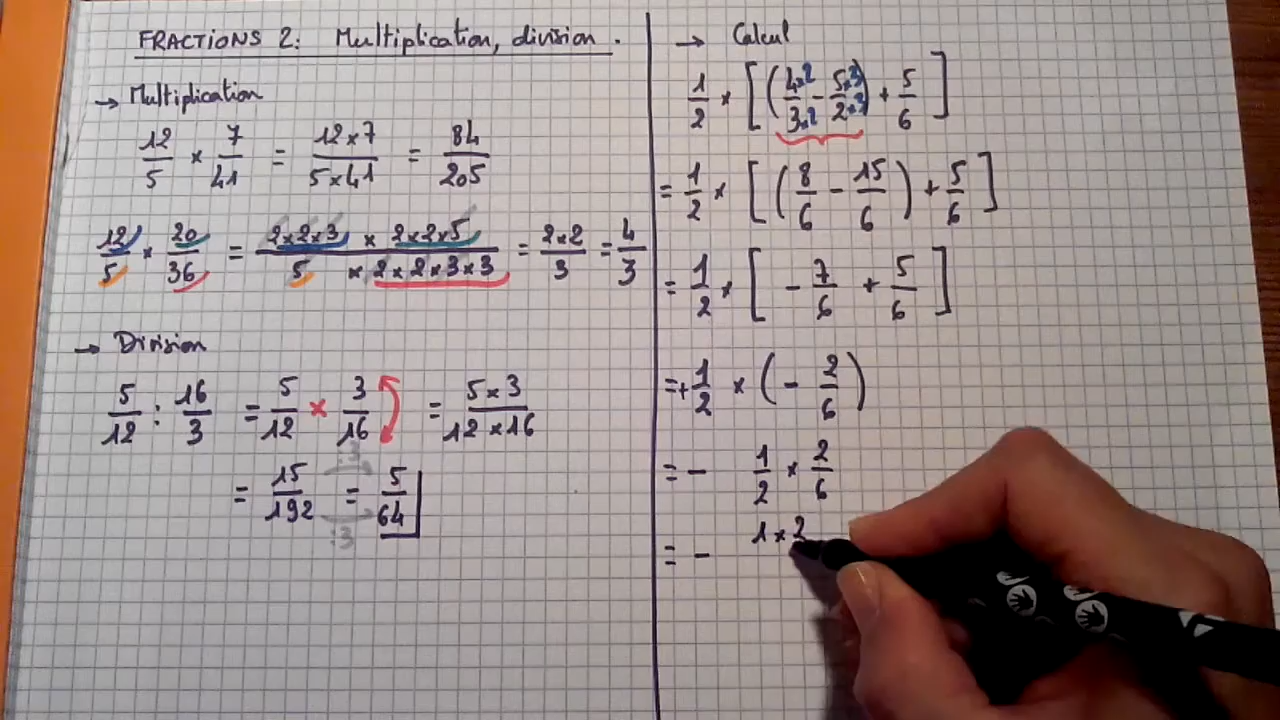 FRACTIONS 2: Multiplication, division.
→ Multiplication
12/5 × 7/41 = 12×7/5×41 = 84/205
12/5 × 20/36 = 2×2×3 × 2×2×5 / 5 × 2×2×3×3 = 2×2/3 = 4/3
→ Division
5/12 : 16/3 = 5/12 × 3/16 = 5×3/12×16
= 15/192 = 5/64
:3
:3
→ Calcul
1/2 × [(4×2/3×2 - 5×3/2×3) + 5/6]
= 1/2 × [(8/6 - 15/6) + 5/6]
= 1/2 × [-7/6 + 5/6]
= +1/2 × (-2/6)
= - 1/2 × 2/6
= - 1×2